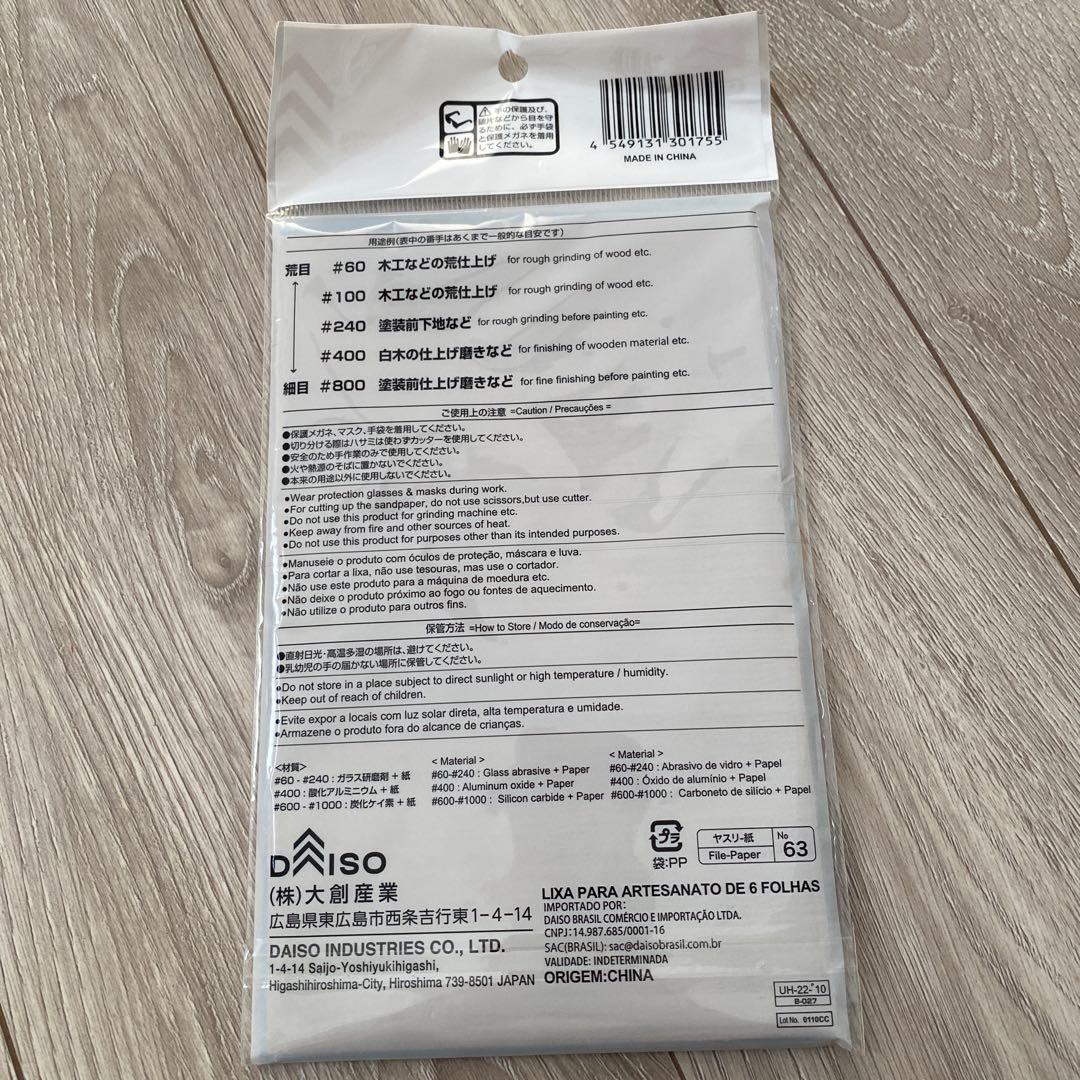 ⚠手の保護及び、
破片などから目を守
るために、必ず手袋
と保護メガネを着用
してください。
4 549131 301755
MADE IN CHINA
用途例(表中の番手はあくまで一般的な目安です)
荒目 #60 木工などの荒仕上げ for rough grinding of wood etc.
#100 木工などの荒仕上げ for rough grinding of wood etc.
#240 塗装前下地など for rough grinding before painting etc.
#400 白木の仕上げ磨きなど for finishing of wooden material etc.
細目 #800 塗装前仕上げ磨きなど for fine finishing before painting etc.
ご使用上の注意 =Caution / Precauções =
●保護メガネ、マスク、手袋を着用してください。
●切り分ける際はハサミは使わずカッターを使用してください。
●安全のため手作業のみで使用してください。
●火や熱源のそばに置かないでください。
●本来の用途以外に使用しないでください。
●Wear protection glasses & masks during work.
●For cutting up the sandpaper, do not use scissors,but use cutter.
●Do not use this product for grinding machine etc.
●Keep away from fire and other sources of heat.
●Do not use this product for purposes other than its intended purposes.
●Manuseie o produto com óculos de proteção, máscara e luva.
●Para cortar a lixa, não use tesouras, mas use o cortador.
●Não use este produto para a máquina de moedura etc.
●Não deixe o produto próximo ao fogo ou fontes de aquecimento.
●Não utilize o produto para outros fins.
保管方法 =How to Store / Modo de conservação=
●直射日光・高温多湿の場所は、避けてください。
●乳幼児の手の届かない場所に保管してください。
●Do not store in a place subject to direct sunlight or high temperature / humidity.
●Keep out of reach of children.
●Evite expor a locais com luz solar direta, alta temperatura e umidade.
●Armazene o produto fora do alcance de crianças.
<材質>
#60 - #240 : ガラス研磨剤 + 紙
#400 : 酸化アルミニウム + 紙
#600 - #1000 : 炭化ケイ素 + 紙
< Material >
#60-#240 : Glass abrasive + Paper
#400 : Aluminum oxide + Paper
#600-#1000 : Silicon carbide + Paper
< Material >
#60-#240 : Abrasivo de vidro + Papel
#400 : Óxido de alumínio + Papel
#600-#1000 : Carboneto de silício + Papel
DAISO
(株)大創産業
広島県東広島市西条吉行東1-4-14
DAISO INDUSTRIES CO., LTD.
1-4-14 Saijo-Yoshiyukihigashi,
Higashihiroshima-City, Hiroshima 739-8501 JAPAN
プラ
袋:PP
ヤスリ-紙
File-Paper
No
63
LIXA PARA ARTESANATO DE 6 FOLHAS
IMPORTADO POR:
DAISO BRASIL COMÉRCIO E IMPORTAÇÃO LTDA.
CNPJ:14.987.685/0001-16
SAC(BRASIL): sac@daisobrasil.com.br
VALIDADE: INDETERMINADA
ORIGEM:CHINA
UH-22-*10
B-027
Lot No. 0110CC